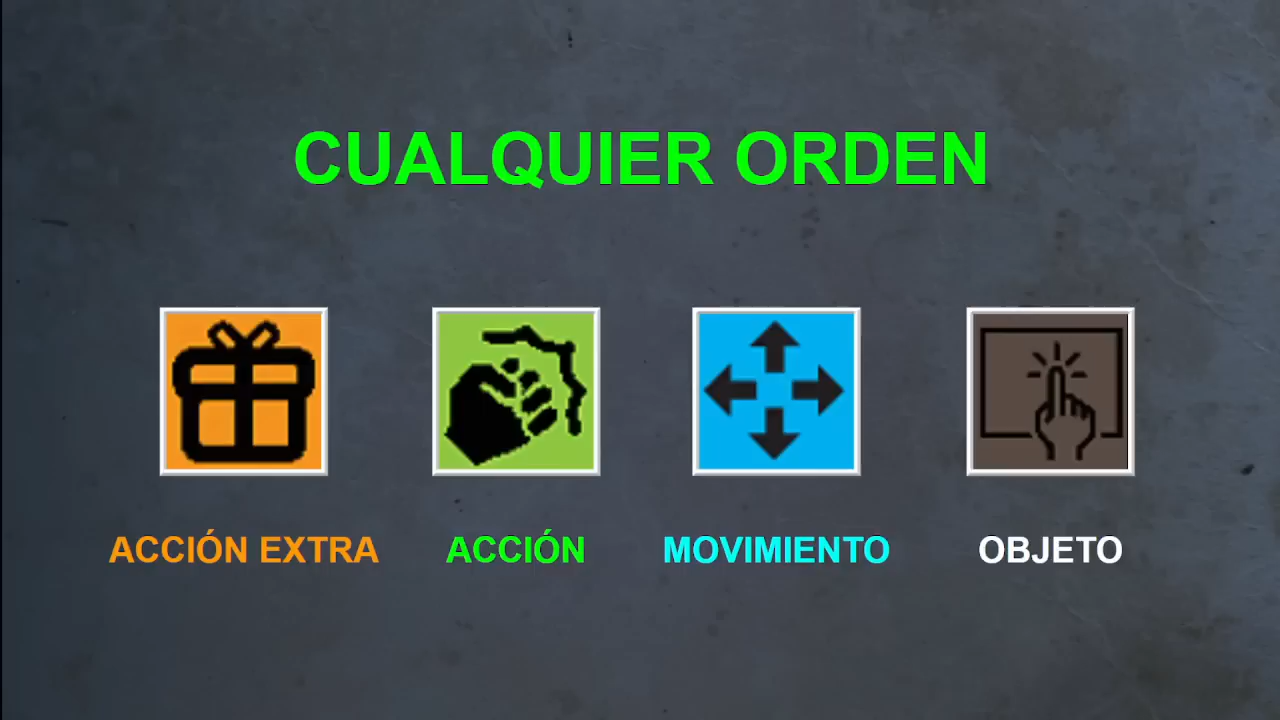 CUALQUIER ORDEN
ACCIÓN EXTRA
ACCIÓN
MOVIMIENTO
OBJETO